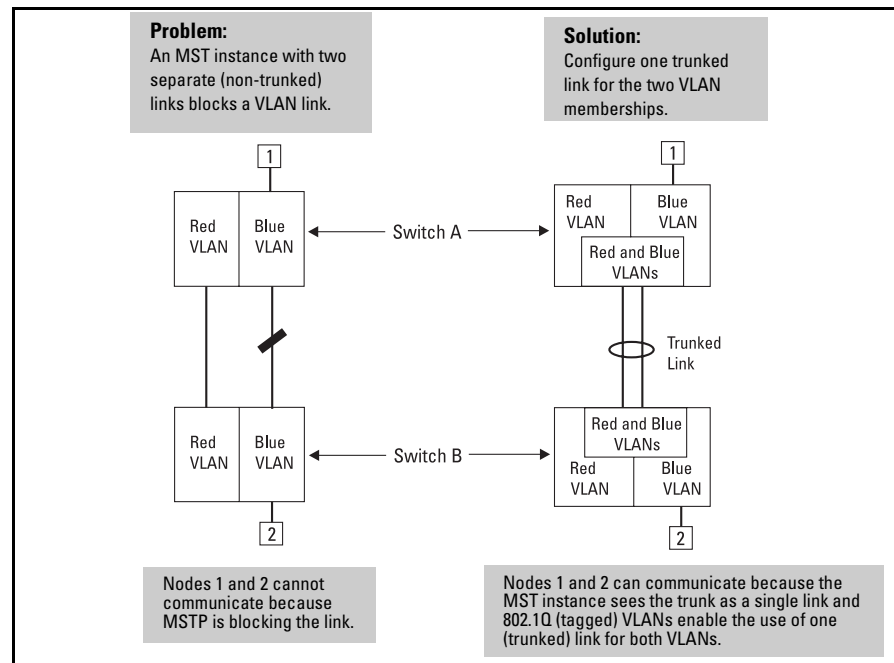 Problem:
An MST instance with two
separate (non-trunked)
links blocks a VLAN link.
Solution:
Configure one trunked
link for the two VLAN
memberships.
1
1
Red
VLAN
Blue
VLAN
Switch A
Red
VLAN
Blue
VLAN
Red and Blue
VLANs
Trunked
Link
Red
VLAN
Blue
VLAN
Switch B
Red and Blue
VLANs
Red
VLAN
Blue
VLAN
2
2
Nodes 1 and 2 cannot
communicate because
MSTP is blocking the link.
Nodes 1 and 2 can communicate because the
MST instance sees the trunk as a single link and
802.1Q (tagged) VLANs enable the use of one
(trunked) link for both VLANs.